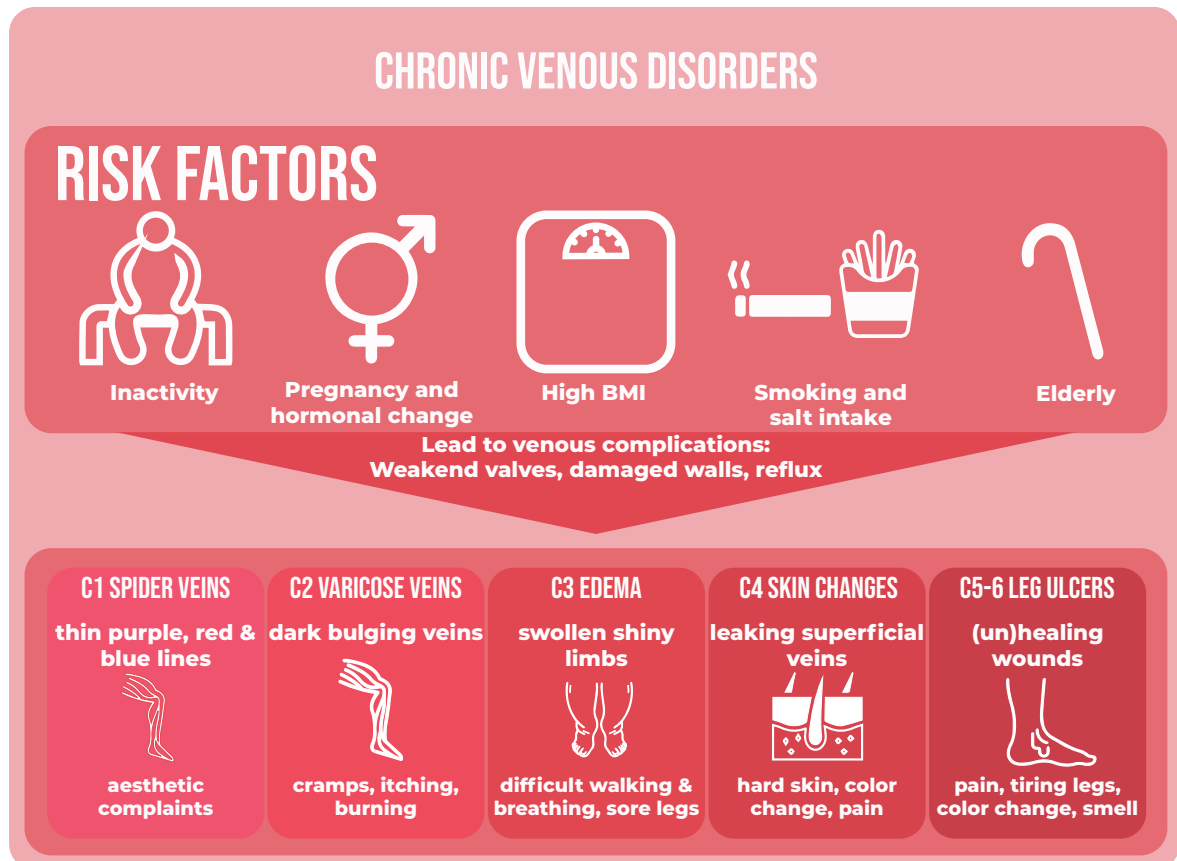 CHRONIC VENOUS DISORDERS
RISK FACTORS
Inactivity
Pregnancy and
hormonal change
High BMI
Smoking and
salt intake
Elderly
Lead to venous complications:
Weakend valves, damaged walls, reflux
C1 SPIDER VEINS
thin purple, red &
blue lines
aesthetic
complaints
C2 VARICOSE VEINS
dark bulging veins
cramps, itching,
burning
C3 EDEMA
swollen shiny
limbs
difficult walking &
breathing, sore legs
C4 SKIN CHANGES
leaking superficial
veins
hard skin, color
change, pain
C5-6 LEG ULCERS
(un)healing
wounds
pain, tiring legs,
color change, smell